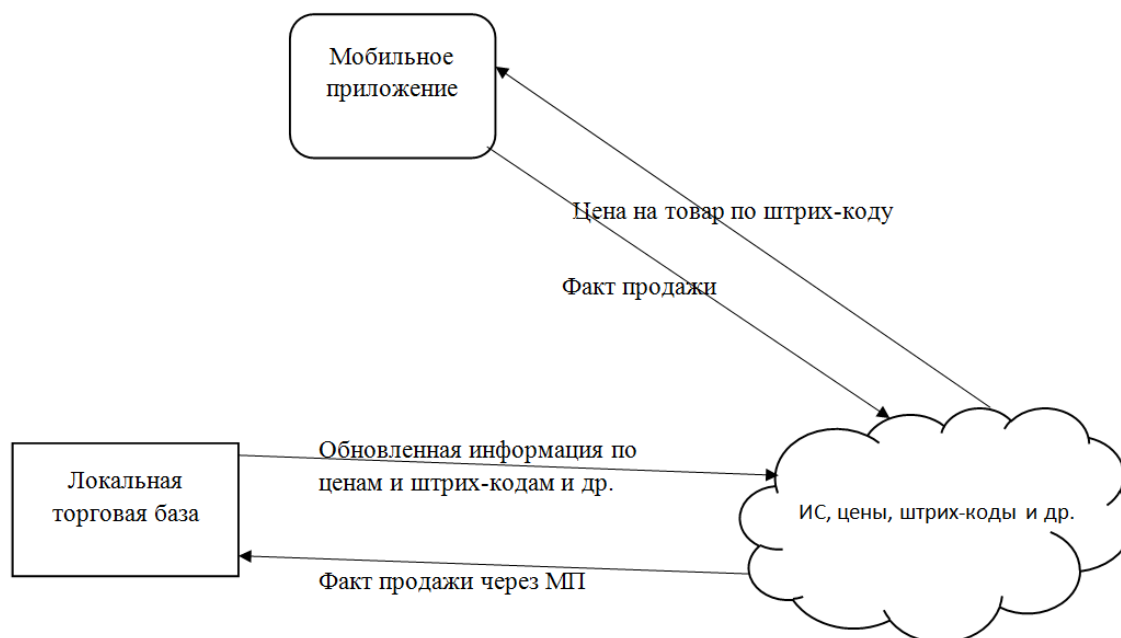 Мобильное
приложение
Цена на товар по штрих-коду
Факт продажи
Обновленная информация по
ценам и штрих-кодам и др.
Локальная
торговая база
ИС, цены, штрих-коды и др.
Факт продажи через МП